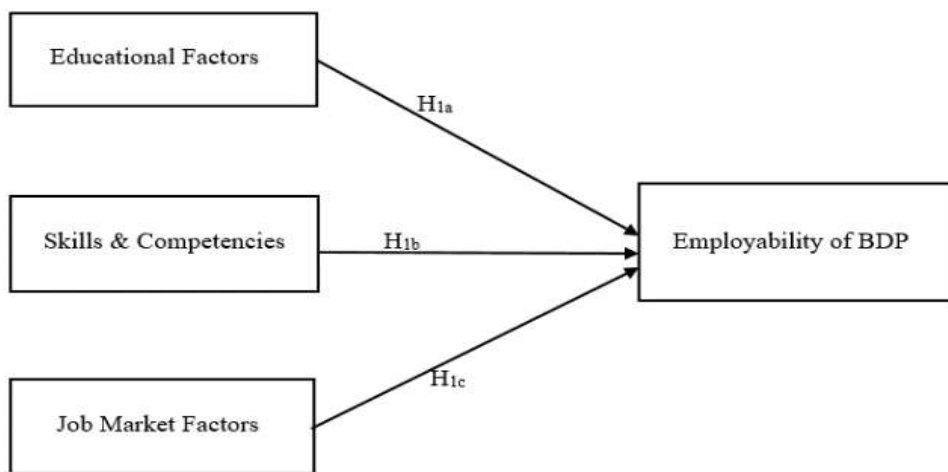 Educational Factors
H1a
Skills & Competencies
H1b
Employability of BDP
H1c
Job Market Factors